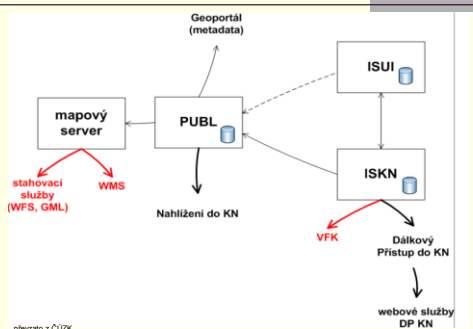 Geoportál
(metadata)
ISUI
mapový
server
PUBL
ISKN
stahovací
služby
(WFS, GML)
WMS
Nahlížení do KN
VFK
Dálkový
Přístup do KN
webové služby
DP KN
převzato z ČÚZK